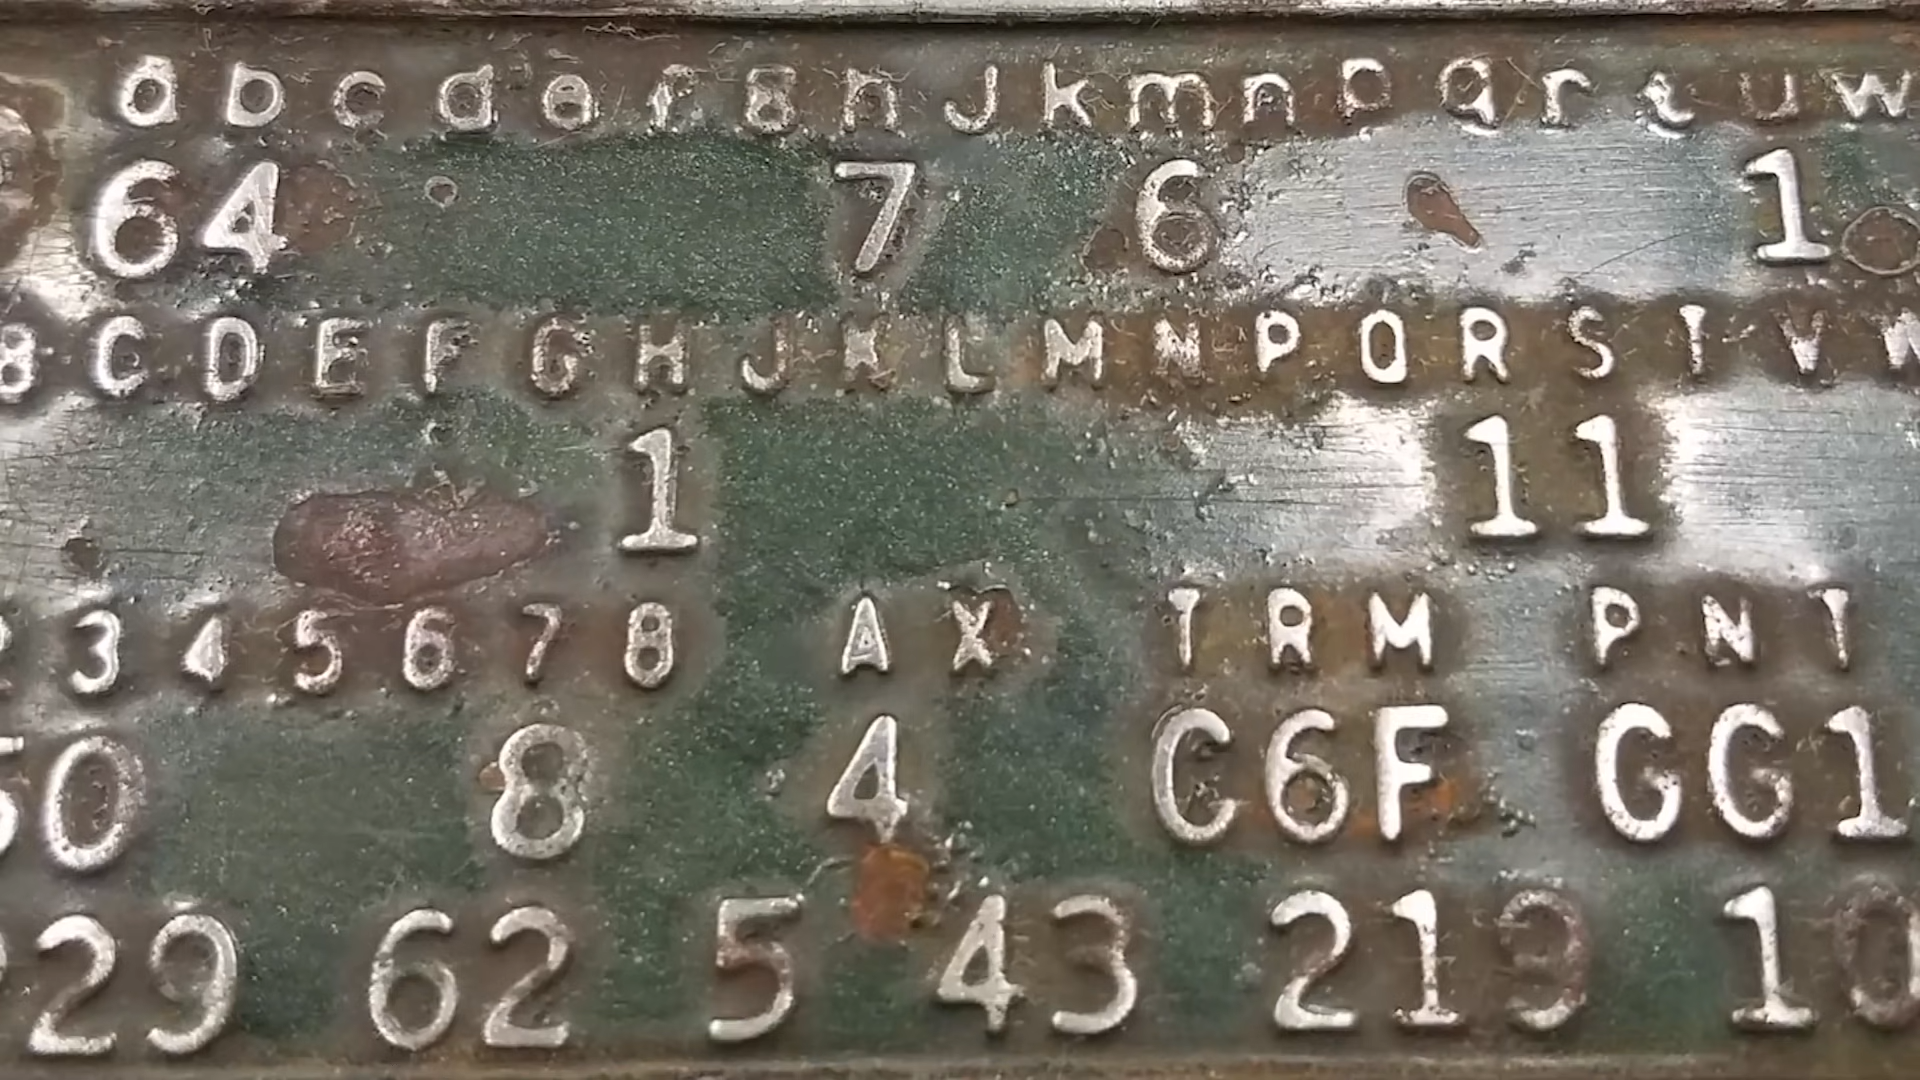 a b c d e f g h J k m n p q r t u w
64 7 6 1
B C D E F G H J K L M N P Q R S T V W
1 11
3 4 5 6 7 8 A X T R M P N T
50 8 4 C6F GG1
29 62 5 43 219 10